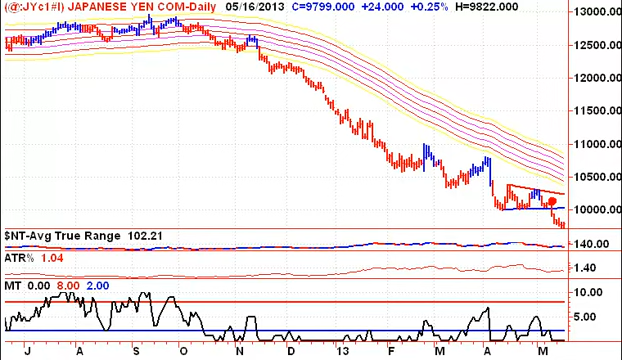 (@:JYc1#I) JAPANESE YEN COM-Daily 05/16/2013 C=9799.000 +24.000 +0.25% H=9822.000
13000.00
12500.00
12000.00
11500.00
11000.00
10500.00
10000.00
$NT-Avg True Range 102.21
140.00
ATR% 1.04
1.40
MT 0.00 8.00 2.00
10.00
5.00
J A S O N D 13 F M A M